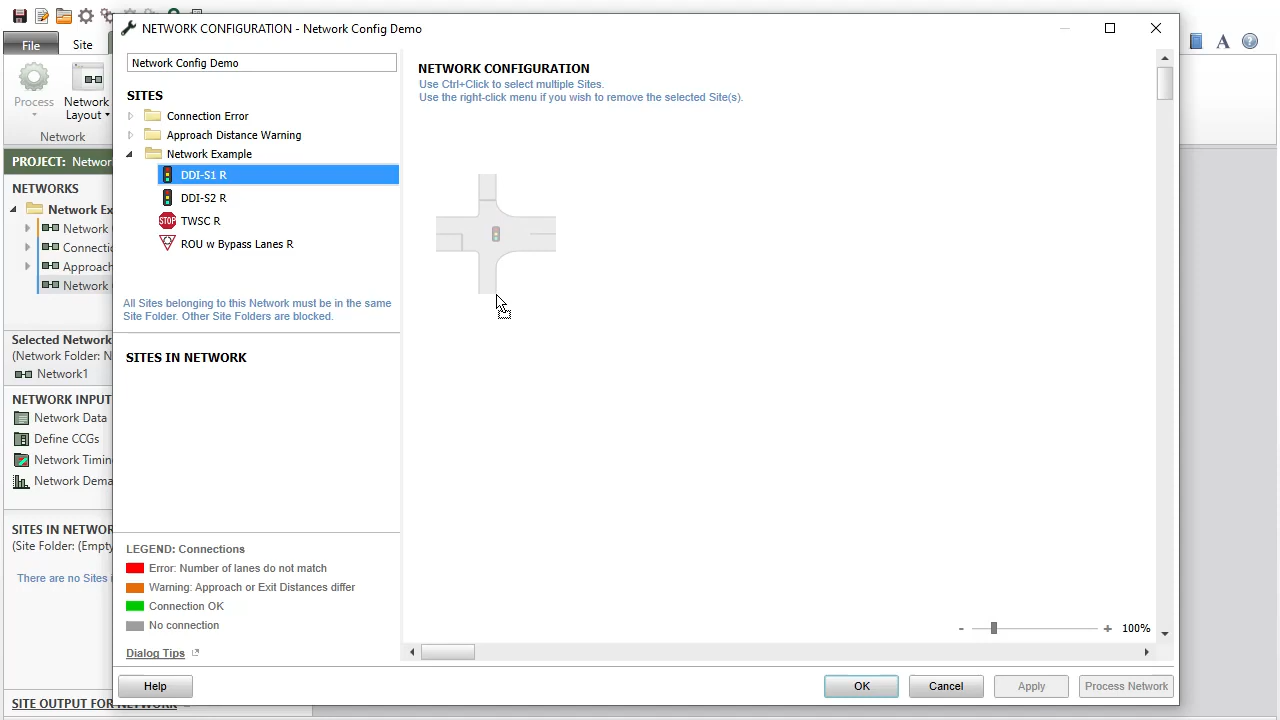 NETWORK CONFIGURATION - Network Config Demo
File
Site
Process
Network
Layout
Network
PROJECT: Networ
NETWORKS
Network Ex
Network
Connectio
Approach
Network
Selected Network
(Network Folder: N
Network1
NETWORK INPUT
Network Data
Define CCGs
Network Timin
Network Dema
SITES IN NETWOR
(Site Folder: (Empty
There are no Sites i
SITE OUTPUT FOR NETWORK
Network Config Demo
SITES
Connection Error
Approach Distance Warning
Network Example
DDI-S1 R
DDI-S2 R
STOP TWSC R
ROU w Bypass Lanes R
All Sites belonging to this Network must be in the same
Site Folder. Other Site Folders are blocked.
SITES IN NETWORK
LEGEND: Connections
Error: Number of lanes do not match
Warning: Approach or Exit Distances differ
Connection OK
No connection
Dialog Tips
NETWORK CONFIGURATION
Use Ctrl+Click to select multiple Sites.
Use the right-click menu if you wish to remove the selected Site(s).
- + 100%
Help
OK
Cancel
Apply
Process Network
A
?